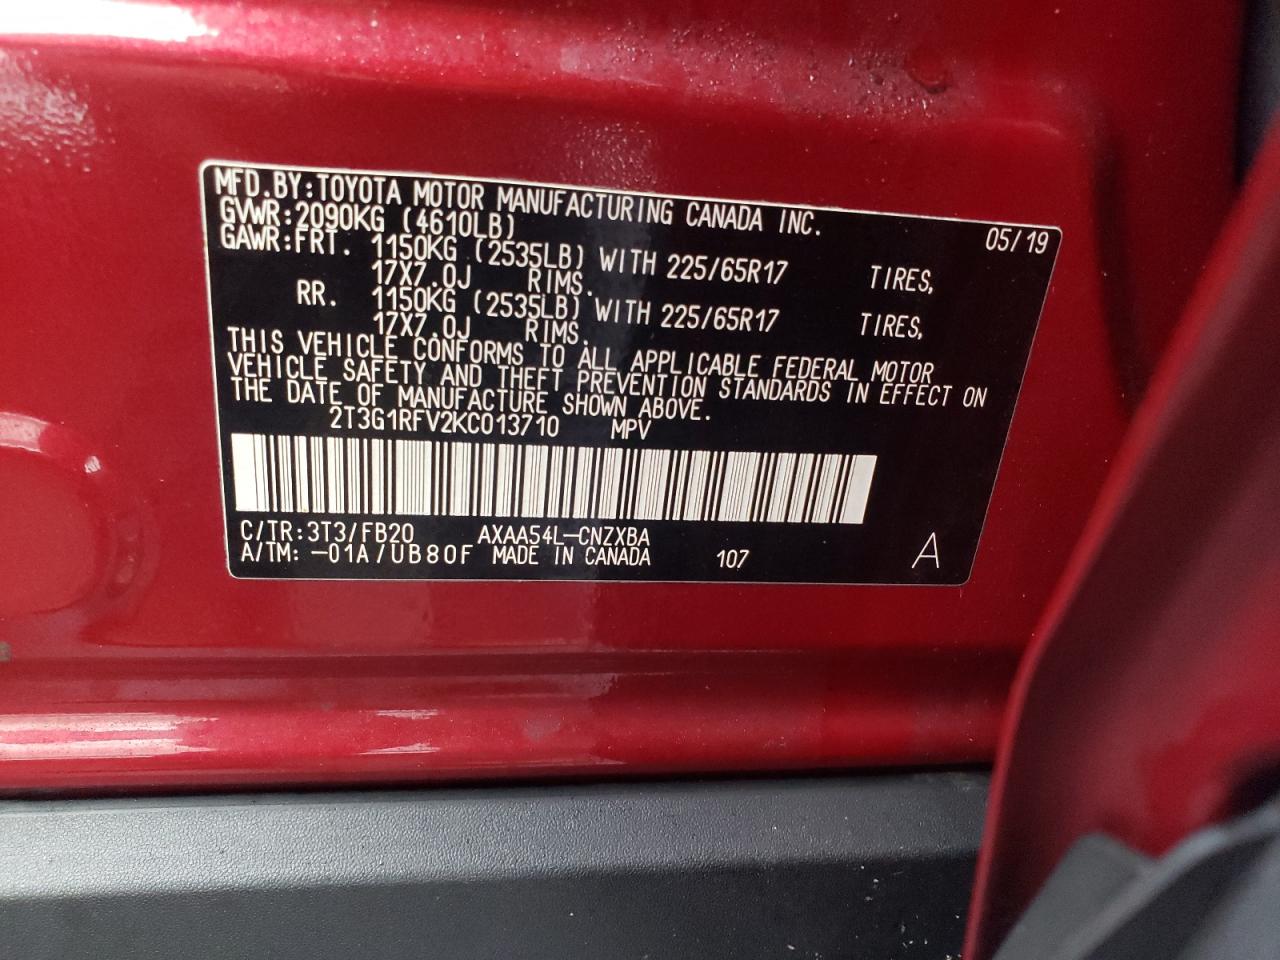 MFD.BY:TOYOTA MOTOR MANUFACTURING CANADA INC.
GVWR:2090KG (4610LB) 05/19
GAWR:FRT. 1150KG (2535LB) WITH 225/65R17 TIRES,
17X7.0J RIMS.
RR. 1150KG (2535LB) WITH 225/65R17 TIRES,
17X7.0J RIMS.
THIS VEHICLE CONFORMS TO ALL APPLICABLE FEDERAL MOTOR
VEHICLE SAFETY AND THEFT PREVENTION STANDARDS IN EFFECT ON
THE DATE OF MANUFACTURE SHOWN ABOVE.
2T3G1RFV2KC013710 MPV
C/TR:3T3/FB20 AXAA54L-CNZXBA
A/TM:-01A/UB80F MADE IN CANADA 107 A